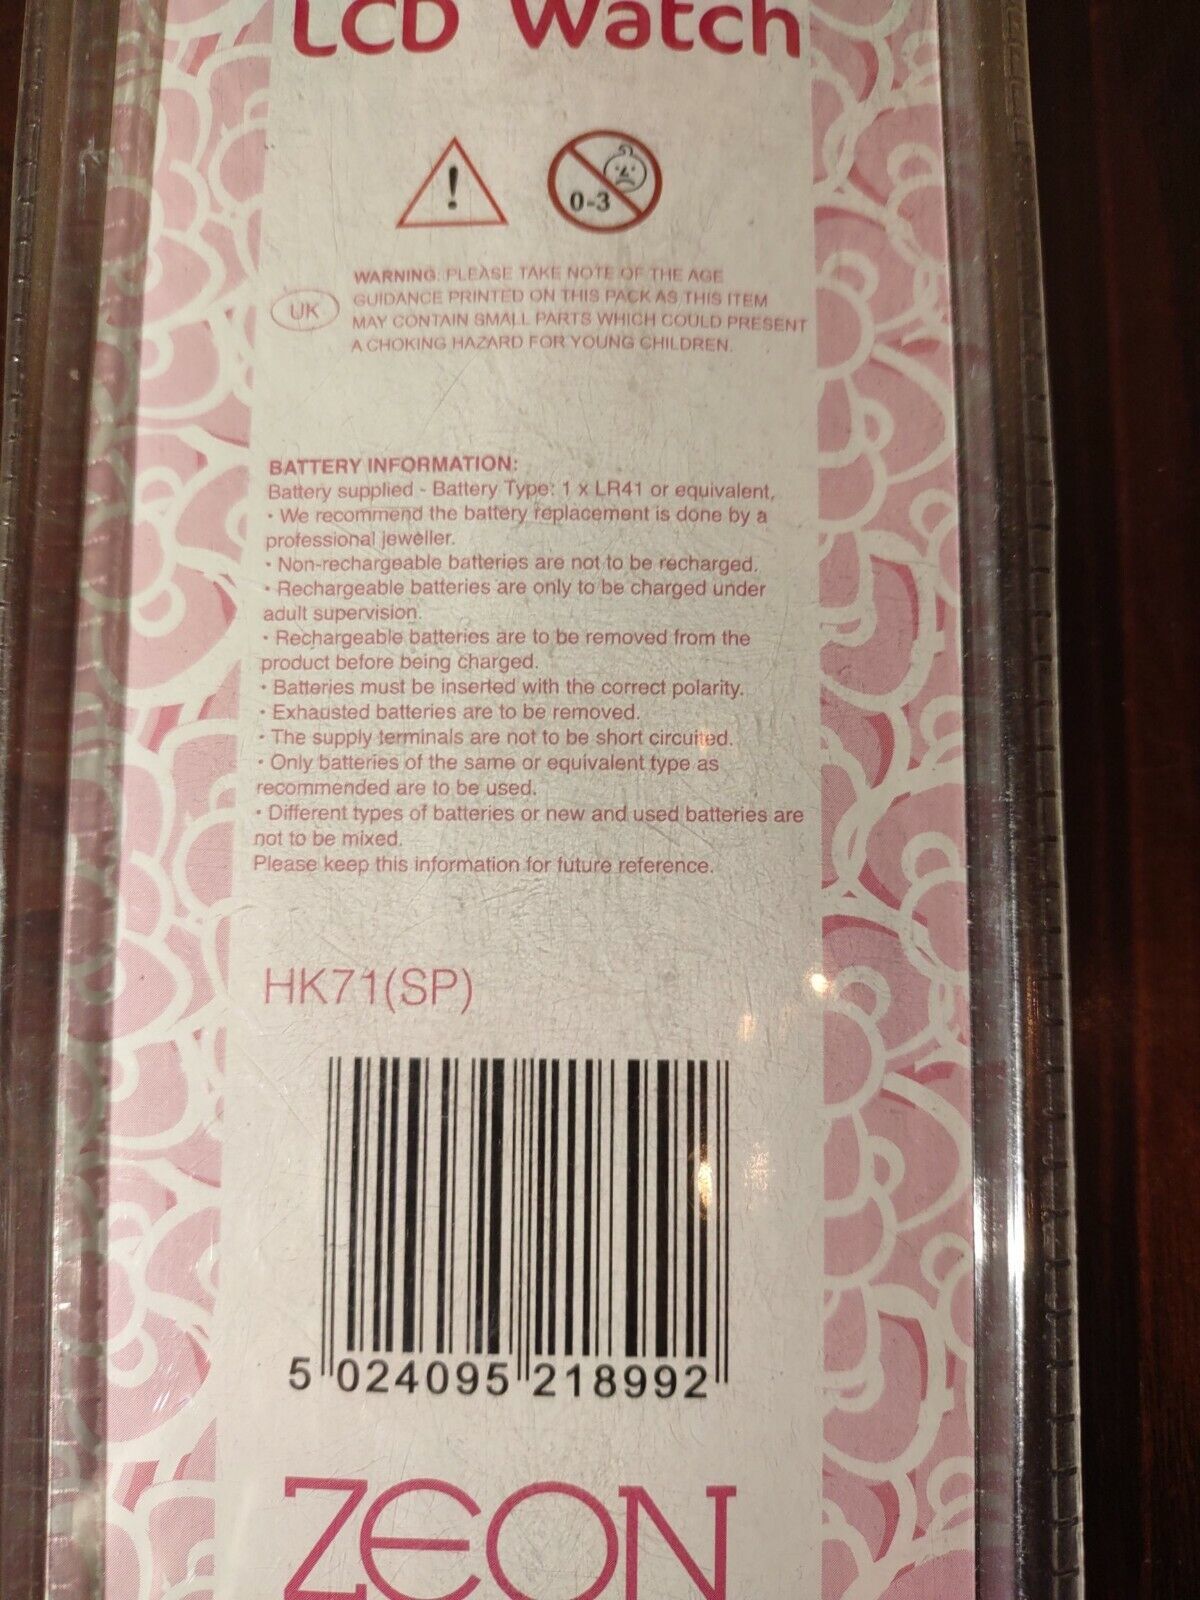 LCD Watch
!
0-3
UK
WARNING. PLEASE TAKE NOTE OF THE AGE
GUIDANCE PRINTED ON THIS PACK AS THIS ITEM
MAY CONTAIN SMALL PARTS WHICH COULD PRESENT
A CHOKING HAZARD FOR YOUNG CHILDREN.
BATTERY INFORMATION:
Battery supplied - Battery Type: 1 x LR41 or equivalent,
• We recommend the battery replacement is done by a
professional jeweller.
• Non-rechargeable batteries are not to be recharged.
• Rechargeable batteries are only to be charged under
adult supervision.
• Rechargeable batteries are to be removed from the
product before being charged.
• Batteries must be inserted with the correct polarity.
• Exhausted batteries are to be removed.
• The supply terminals are not to be short circuited.
• Only batteries of the same or equivalent type as
recommended are to be used.
• Different types of batteries or new and used batteries are
not to be mixed.
Please keep this information for future reference.
HK71(SP)
5 024095 218992
ZEON